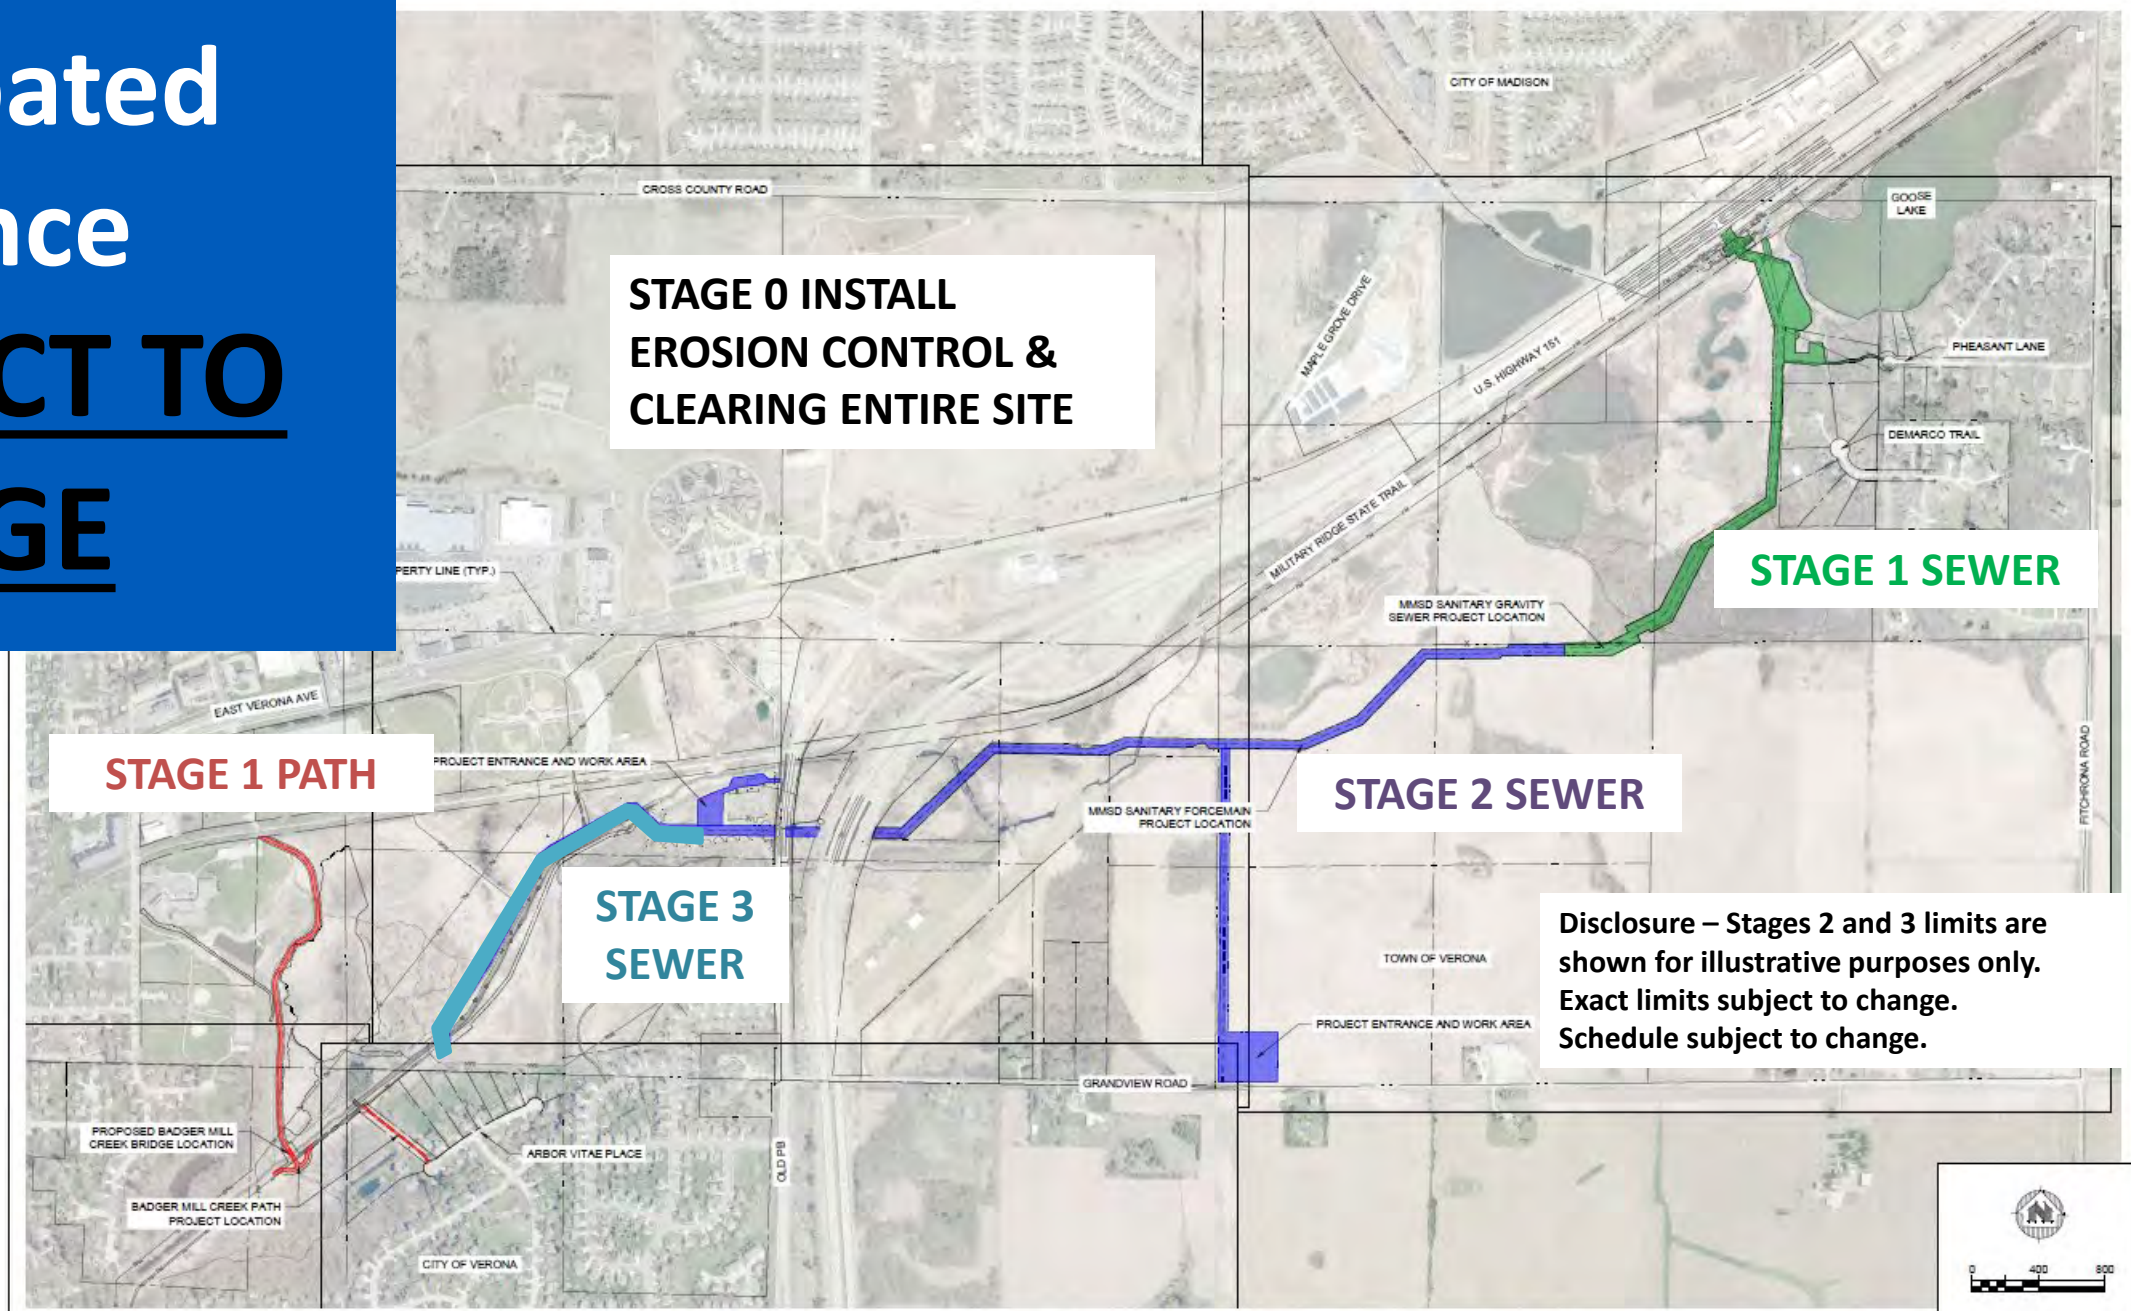 pated
nce
CT TO
GE
CITY OF MADISON
CROSS COUNTY ROAD
GOOSE
LAKE
STAGE 0 INSTALL
EROSION CONTROL &
CLEARING ENTIRE SITE
MAPLE GROVE DRIVE
U.S. HIGHWAY 151
PHEASANT LANE
DEMARCO TRAIL
MILITARY RIDGE STATE TRAIL
STAGE 1 SEWER
PERTY LINE (TYP.)
MMSD SANITARY GRAVITY
SEWER PROJECT LOCATION
EAST VERONA AVE
STAGE 1 PATH
PROJECT ENTRANCE AND WORK AREA
STAGE 2 SEWER
MMSD SANITARY FORCEMAIN
PROJECT LOCATION
FITCHRONA ROAD
STAGE 3
SEWER
Disclosure – Stages 2 and 3 limits are
shown for illustrative purposes only.
Exact limits subject to change.
Schedule subject to change.
TOWN OF VERONA
PROJECT ENTRANCE AND WORK AREA
GRANDVIEW ROAD
PROPOSED BADGER MILL
CREEK BRIDGE LOCATION
ARBOR VITAE PLACE
OLD PB
BADGER MILL CREEK PATH
PROJECT LOCATION
CITY OF VERONA
N
0 400 800